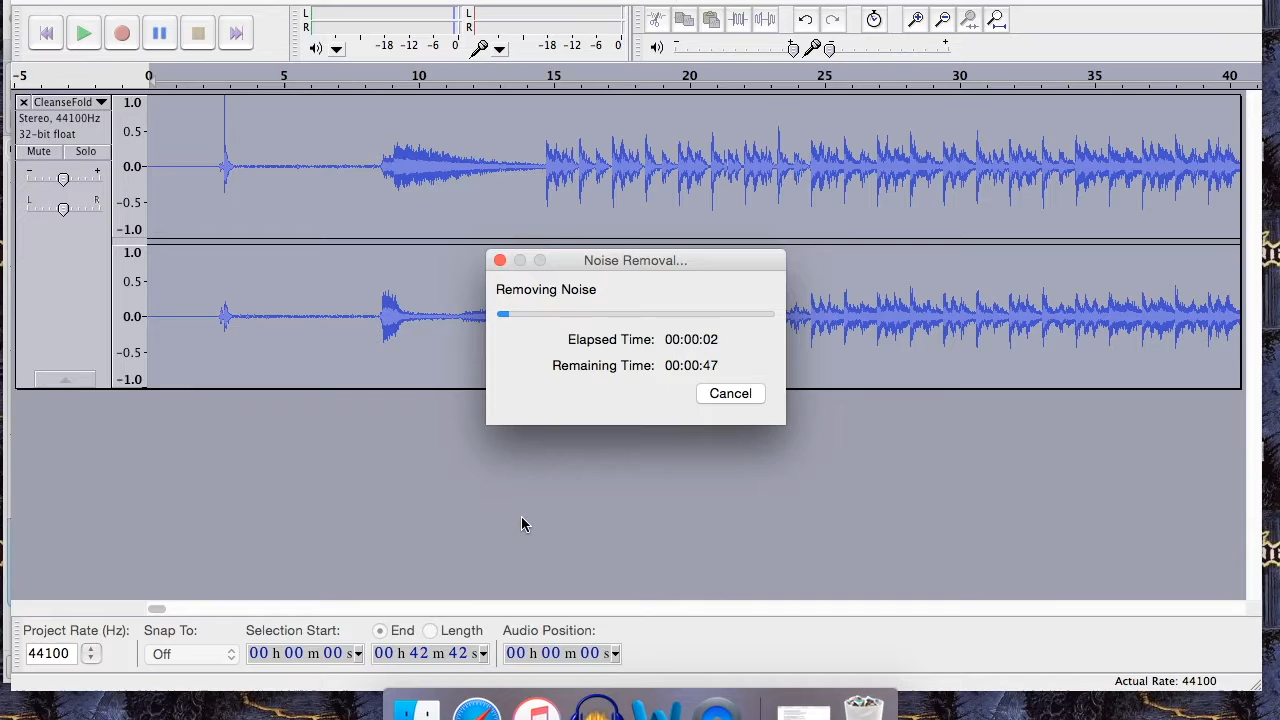 L
R
-18 -12 -6 0
L
R
-18 -12 -6 0
-5 0 5 10 15 20 25 30 35 40
CleanseFold
Stereo, 44100Hz
32-bit float
Mute Solo
- +
L R
1.0
0.5-
0.0-
-0.5-
-1.0
1.0
0.5-
0.0-
-0.5-
-1.0
Noise Removal...
Removing Noise
Elapsed Time: 00:00:02
Remaining Time: 00:00:47
Cancel
Project Rate (Hz): Snap To: Selection Start: End Length Audio Position:
44100 Off 00 h 00 m 00 s 00 h 42 m 42 s 00 h 00 m 00 s
Actual Rate: 44100